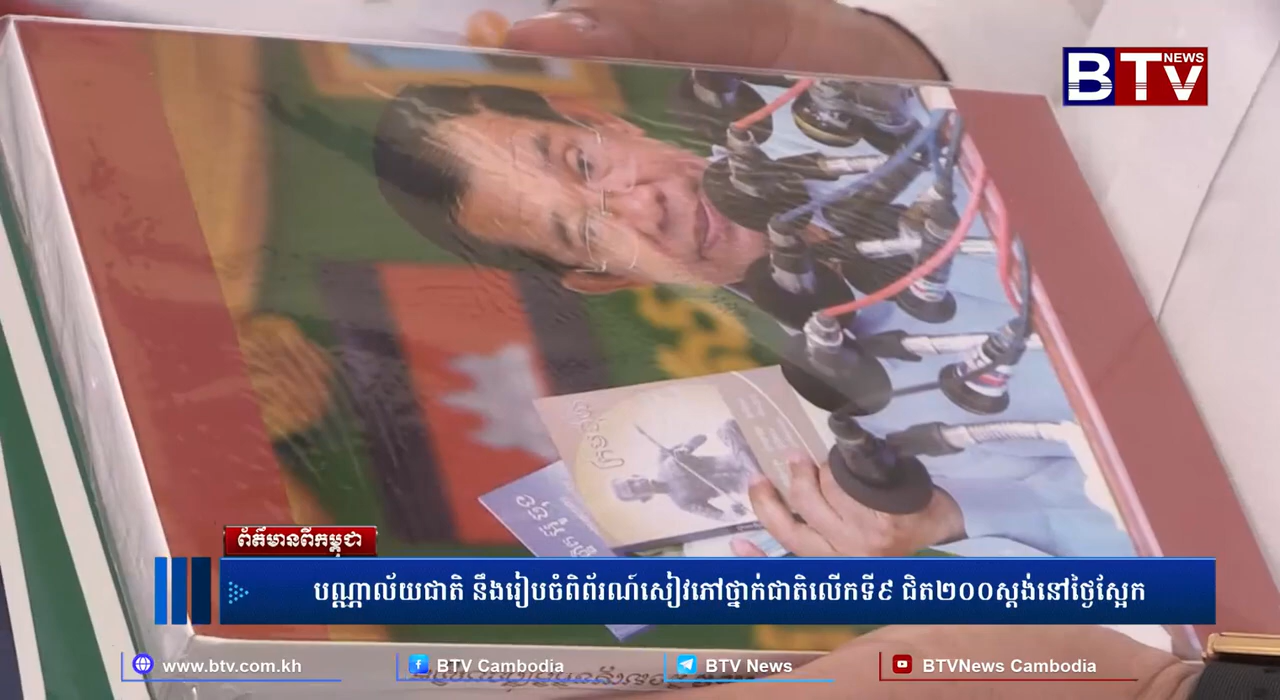 BTV NEWS
ព័ត៌មានពីកម្ពុជា
បណ្ណាល័យជាតិ នឹងរៀបចំពិព័រណ៍សៀវភៅថ្នាក់ជាតិលើកទី៩ ជិត២០០ស្តង់នៅថ្ងៃស្អែក
www.btv.com.kh
BTV Cambodia
BTV News
BTVNews Cambodia